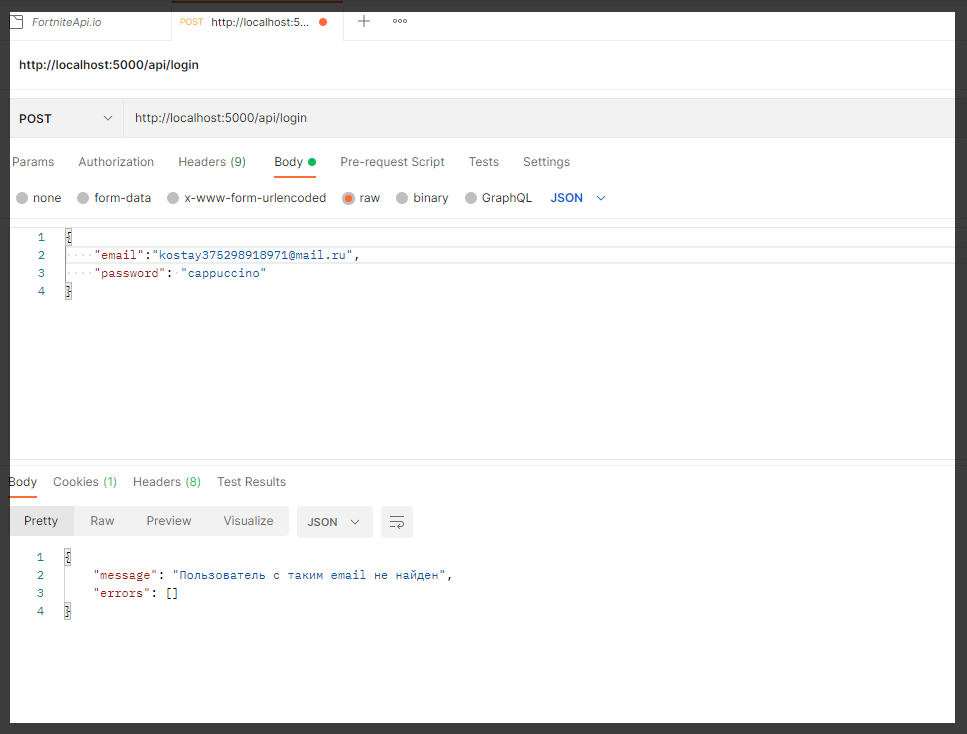 FortniteApi.io
POST http://localhost:5...
http://localhost:5000/api/login
POST http://localhost:5000/api/login
Params Authorization Headers (9) Body Pre-request Script Tests Settings
none form-data x-www-form-urlencoded raw binary GraphQL JSON
1 {
2 "email":"kostay375298918971@mail.ru",
3 "password": "cappuccino"
4 }
Body Cookies (1) Headers (8) Test Results
Pretty Raw Preview Visualize JSON
1 {
2 "message": "Пользователь с таким email не найден",
3 "errors": []
4 }